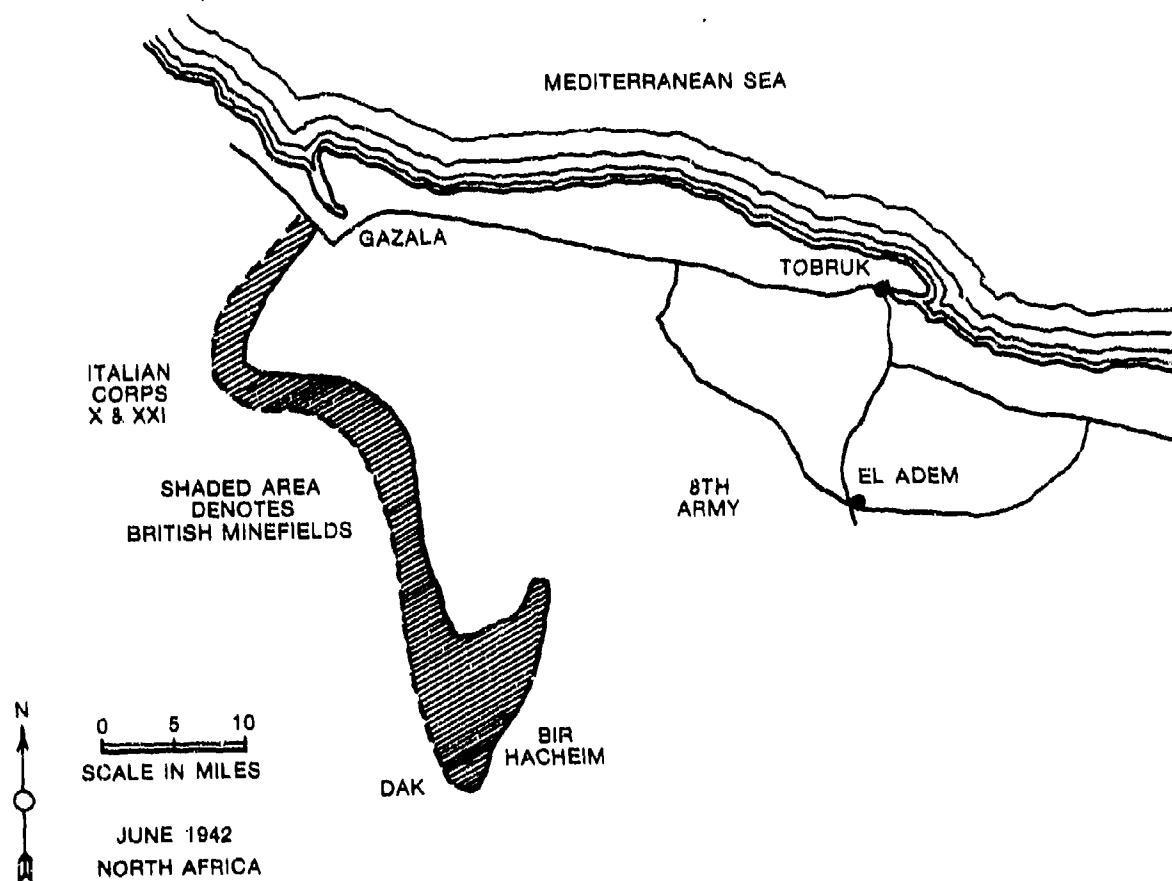 MEDITERRANEAN SEA
GAZALA
TOBRUK
ITALIAN
CORPS
X & XXI
SHADED AREA
DENOTES
BRITISH MINEFIELDS
8TH
ARMY
EL ADEM
BIR
HACHEIM
DAK
N
0 5 10
SCALE IN MILES
JUNE 1942
NORTH AFRICA